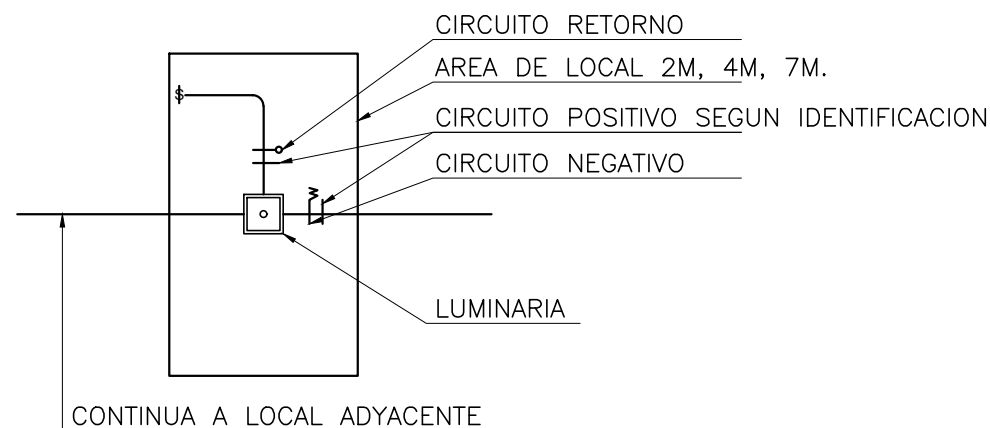 CIRCUITO RETORNO
AREA DE LOCAL 2M, 4M, 7M.
$
CIRCUITO POSITIVO SEGUN IDENTIFICACION
CIRCUITO NEGATIVO
LUMINARIA
CONTINUA A LOCAL ADYACENTE